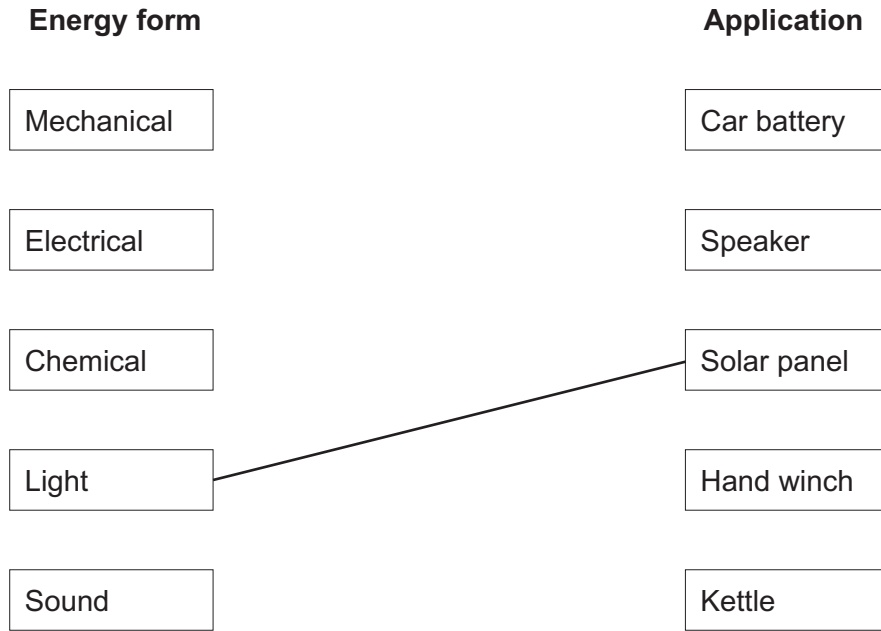 Energy form
Application
Mechanical
Car battery
Electrical
Speaker
Chemical
Solar panel
Light
Hand winch
Sound
Kettle